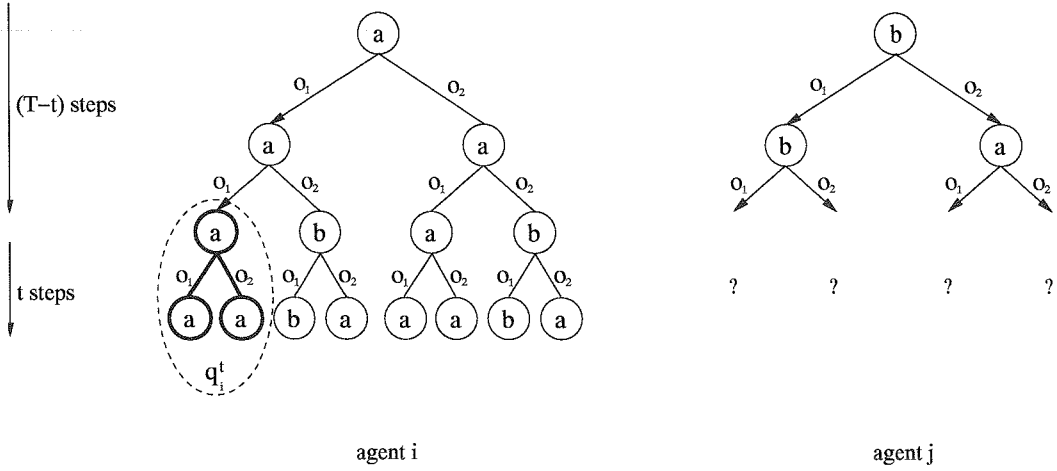 a b
o₁ o₂ o₁ o₂
(T−t) steps
a a b a
o₁ o₂ o₁ o₂ o₁ o₂ o₁ o₂
a b a b
t steps
o₁ o₂ o₁ o₂ o₁ o₂ o₁ o₂ ? ? ? ?
a a b a a a b a
qᵢᵗ
agent i agent j